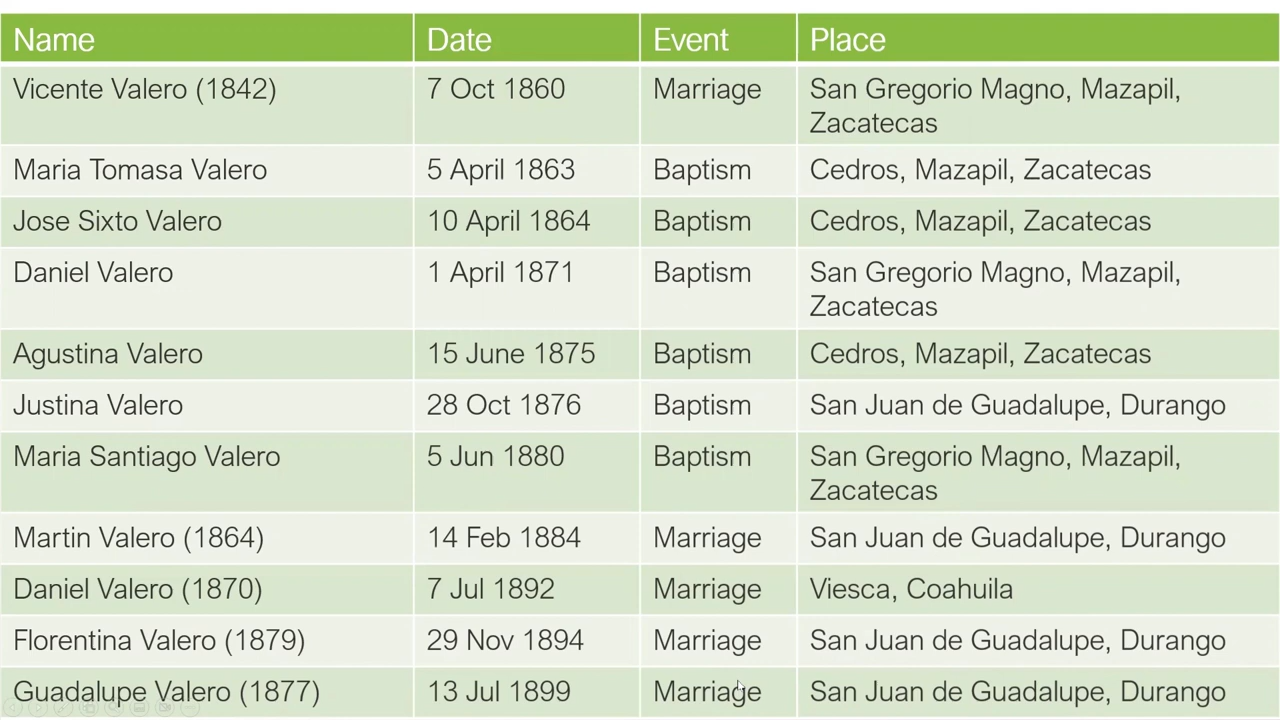 Name Date Event Place
Vicente Valero (1842) 7 Oct 1860 Marriage San Gregorio Magno, Mazapil,
Zacatecas
Maria Tomasa Valero 5 April 1863 Baptism Cedros, Mazapil, Zacatecas
Jose Sixto Valero 10 April 1864 Baptism Cedros, Mazapil, Zacatecas
Daniel Valero 1 April 1871 Baptism San Gregorio Magno, Mazapil,
Zacatecas
Agustina Valero 15 June 1875 Baptism Cedros, Mazapil, Zacatecas
Justina Valero 28 Oct 1876 Baptism San Juan de Guadalupe, Durango
Maria Santiago Valero 5 Jun 1880 Baptism San Gregorio Magno, Mazapil,
Zacatecas
Martin Valero (1864) 14 Feb 1884 Marriage San Juan de Guadalupe, Durango
Daniel Valero (1870) 7 Jul 1892 Marriage Viesca, Coahuila
Florentina Valero (1879) 29 Nov 1894 Marriage San Juan de Guadalupe, Durango
Guadalupe Valero (1877) 13 Jul 1899 Marriage San Juan de Guadalupe, Durango